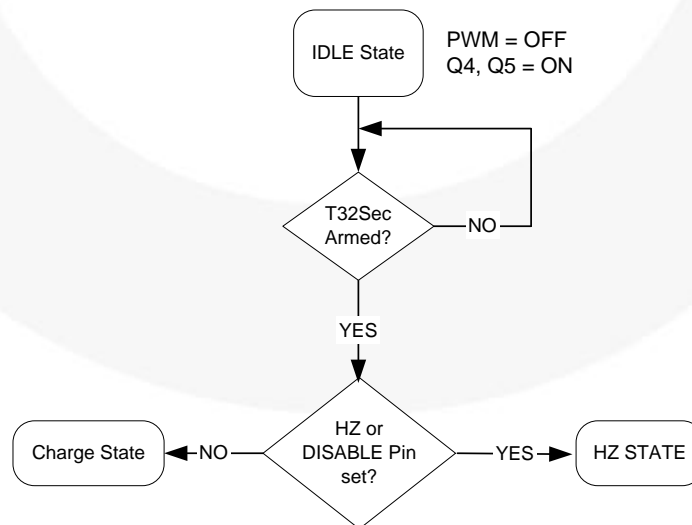 IDLE State
PWM = OFF
Q4, Q5 = ON
T32Sec
Armed?
NO
YES
HZ or
DISABLE Pin
set?
Charge State
NO
YES
HZ STATE